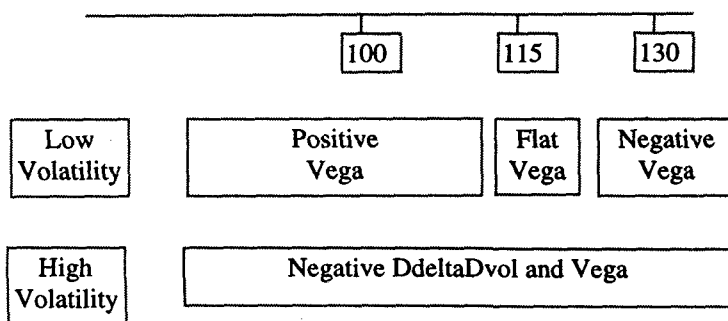 100 115 130
Low Volatility
Positive Vega
Flat Vega
Negative Vega
High Volatility
Negative DdeltaDvol and Vega